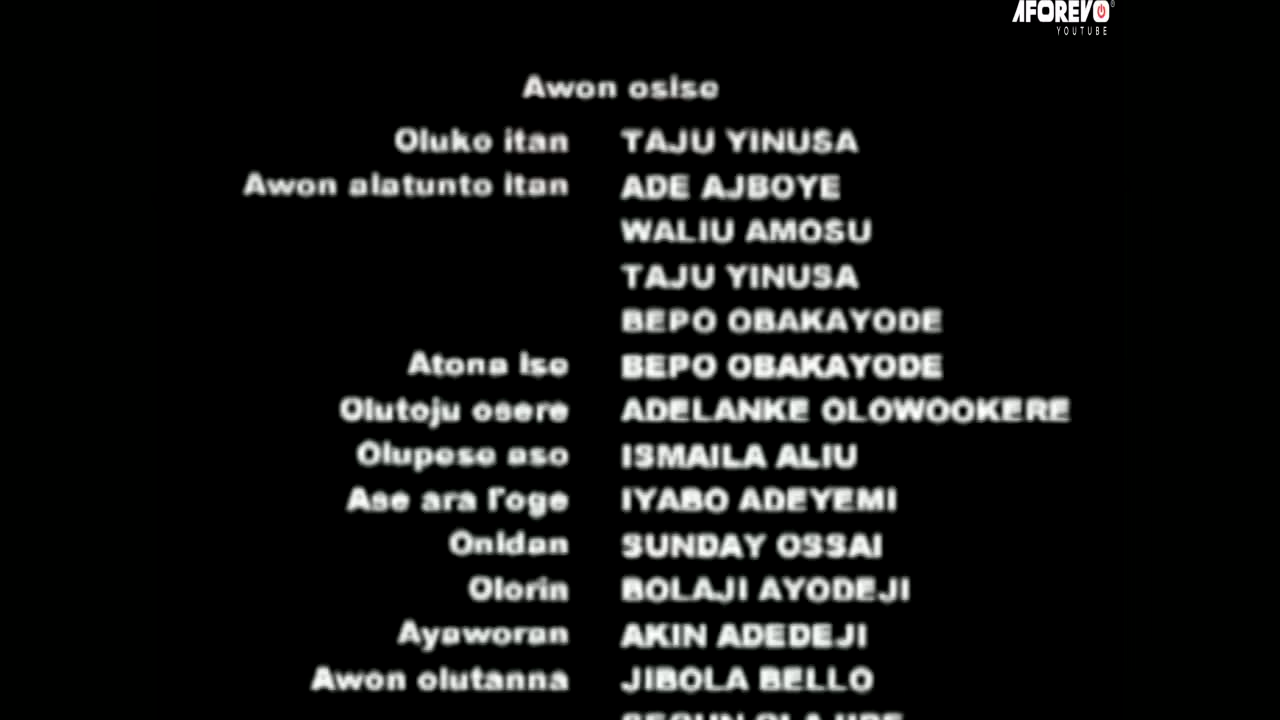 AFOREVO
YOUTUBE
Awon osise
Oluko itan TAJU YINUSA
Awon alatunto itan ADE AJBOYE
WALIU AMOSU
TAJU YINUSA
BEPO OBAKAYODE
Atona ise BEPO OBAKAYODE
Olutoju osere ADELANKE OLOWOOKERE
Olupese aso ISMAILA ALIU
Ase ara l'oge IYABO ADEYEMI
Onidan SUNDAY OSSAI
Olorin BOLAJI AYODEJI
Ayaworan AKIN ADEDEJI
Awon olutanna JIBOLA BELLO